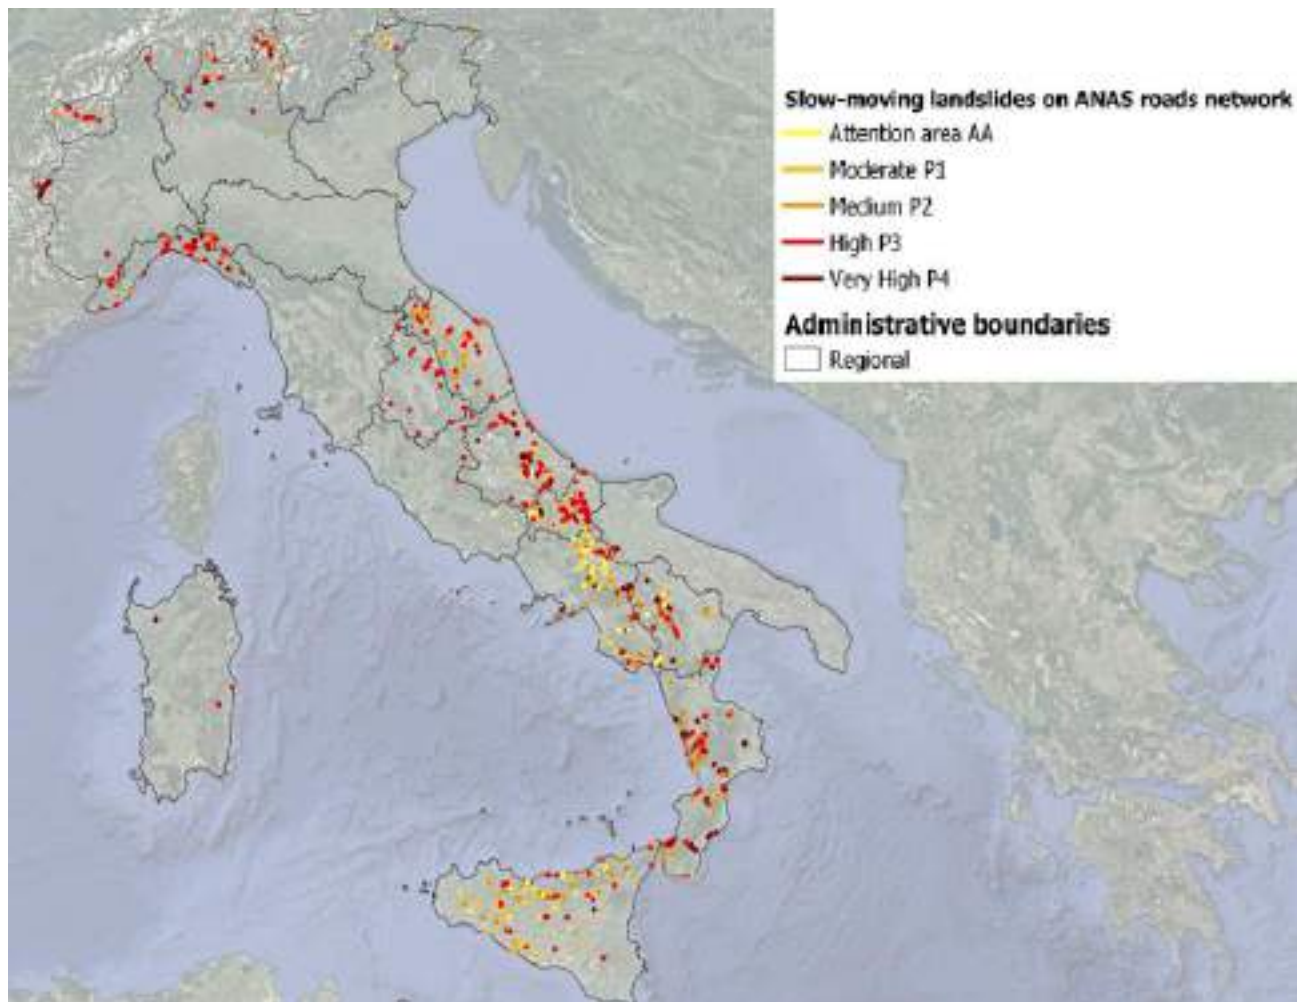 Slow-moving landslides on ANAS roads network
Attention area AA
Moderate P1
Medium P2
High P3
Very High P4
Administrative boundaries
Regional